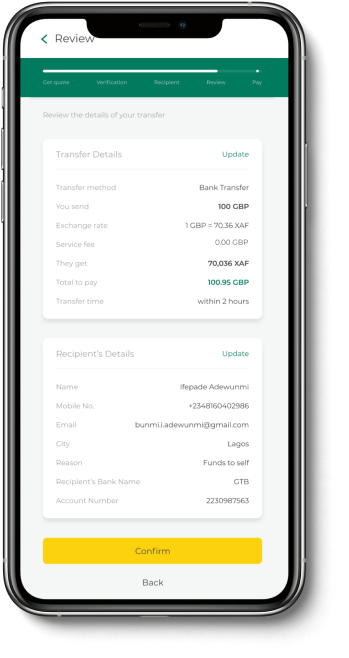 Review
Get quote Verification Recipient Review Pay
Review the details of your transfer
Transfer Details Update
Transfer method Bank Transfer
You send 100 GBP
Exchange rate 1 GBP = 70.36 XAF
Service fee 0.00 GBP
They get 70,036 XAF
Total to pay 100.95 GBP
Transfer time within 2 hours
Recipient's Details Update
Name Ifepade Adewunmi
Mobile No. +2348160402986
Email bunmi.i.adewunmi@gmail.com
City Lagos
Reason Funds to self
Recipient's Bank Name GTB
Account Number 2230987563
Confirm
Back